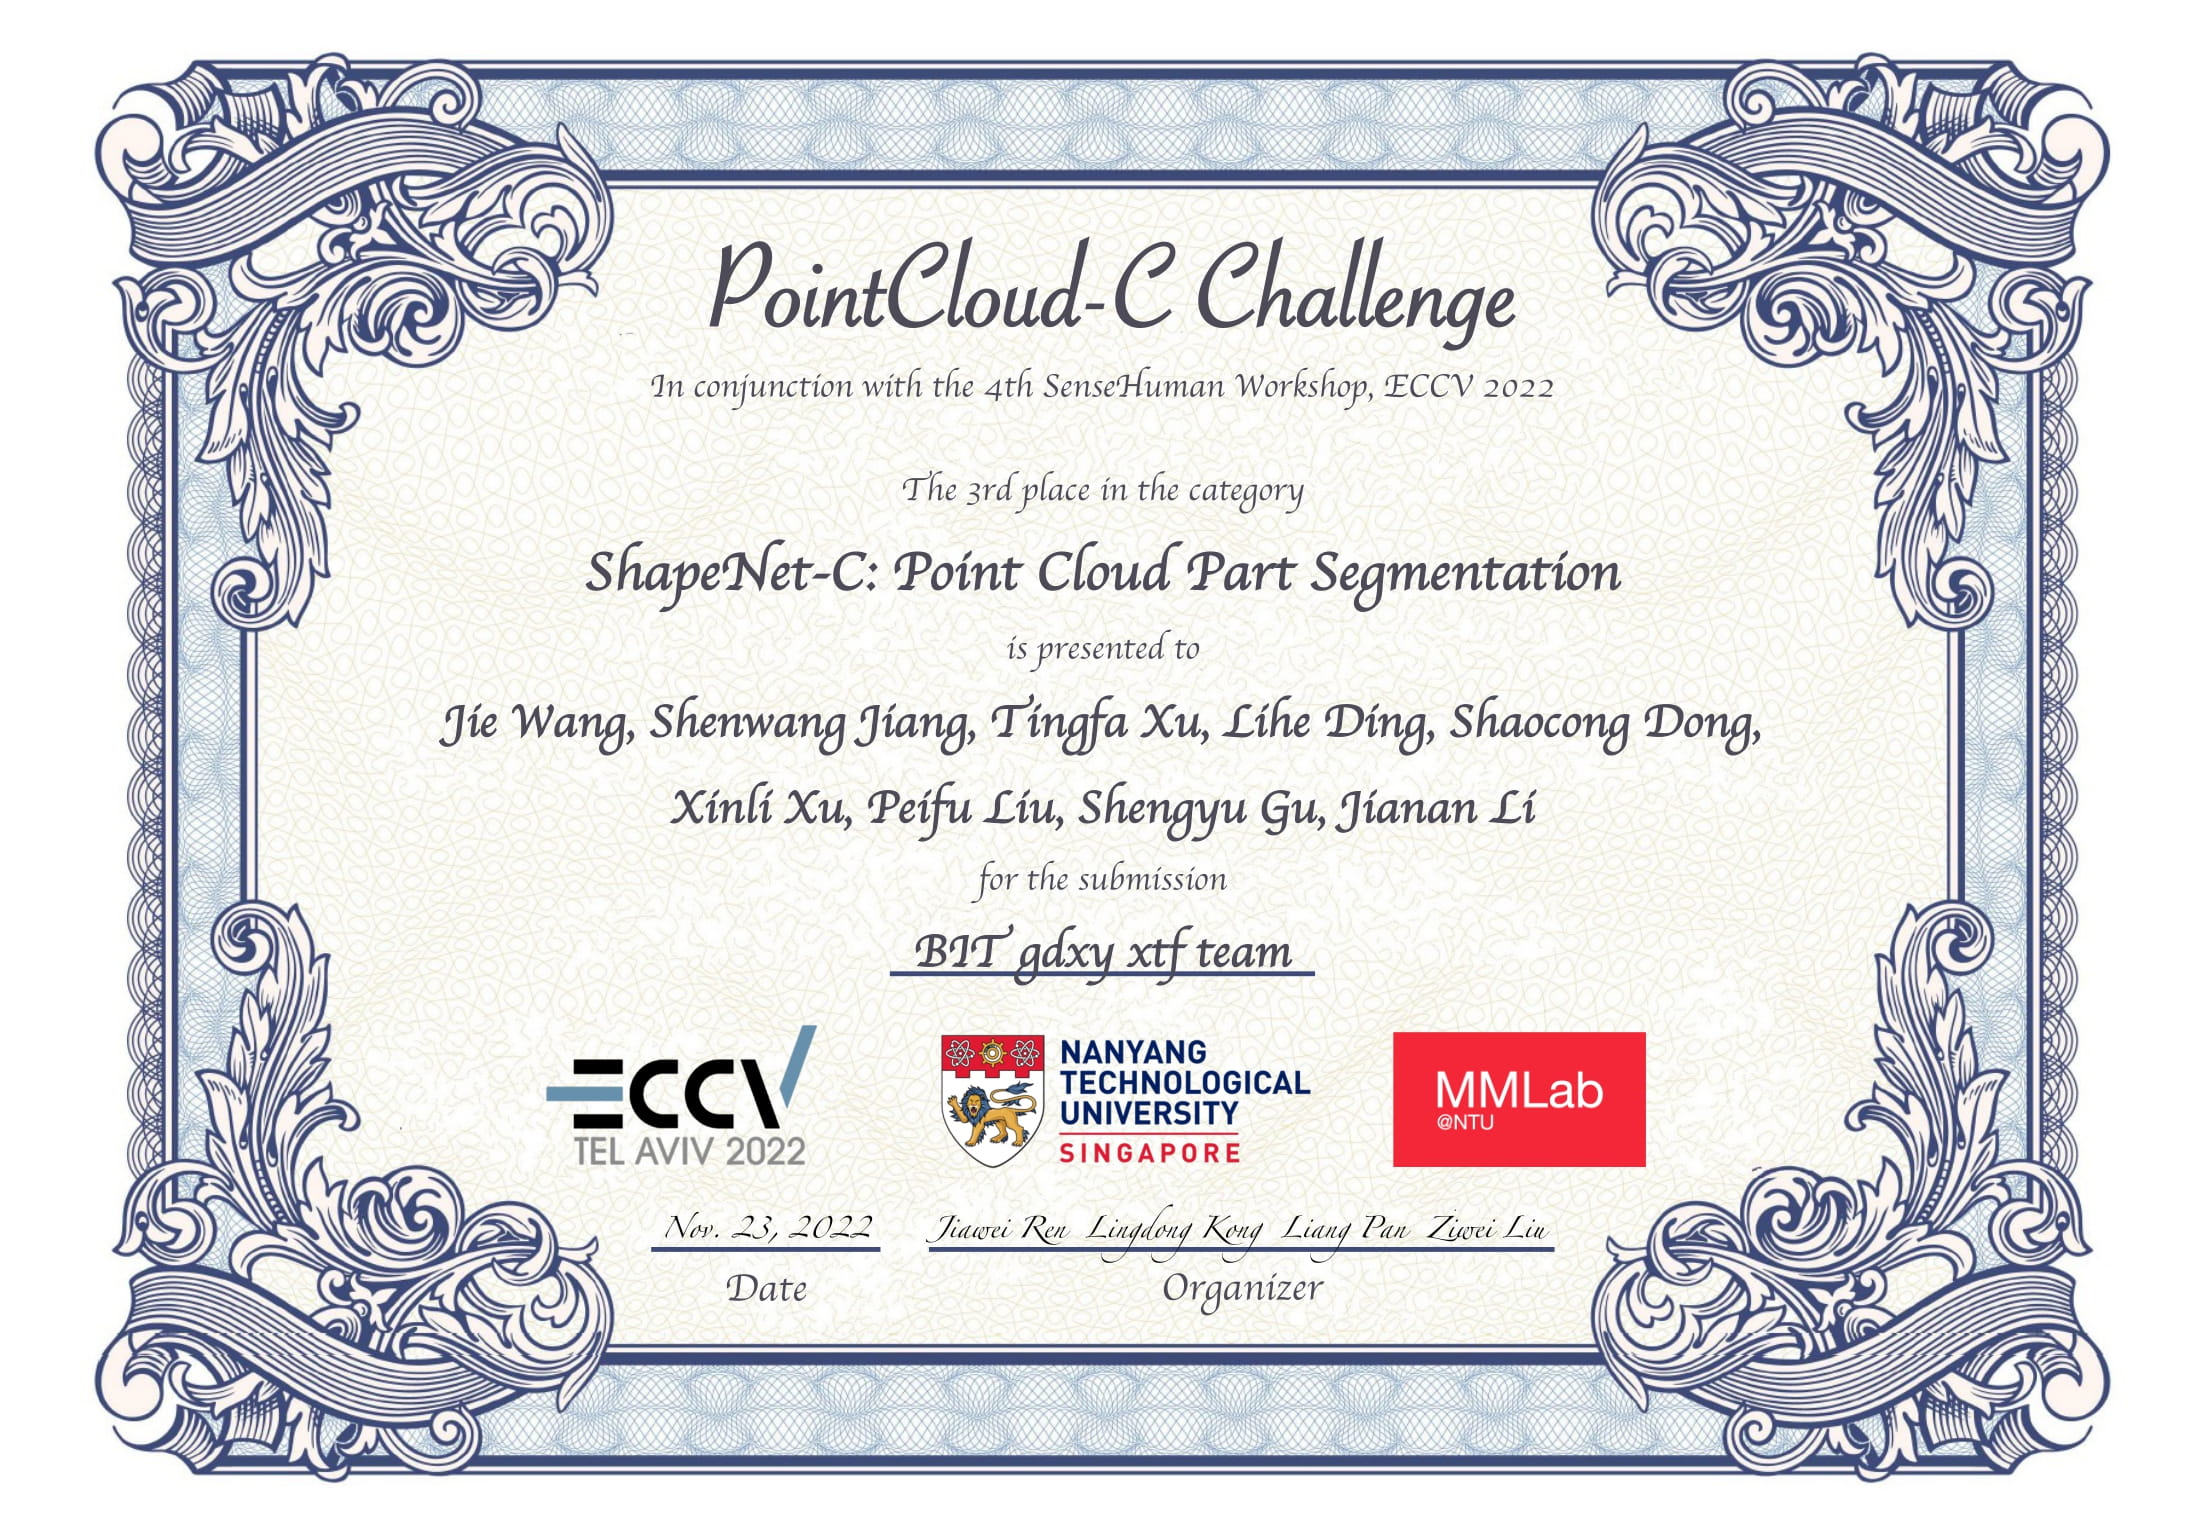 PointCloud-C Challenge
In conjunction with the 4th SenseHuman Workshop, ECCV 2022
The 3rd place in the category
ShapeNet-C: Point Cloud Part Segmentation
is presented to
Jie Wang, Shenwang Jiang, Tingfa Xu, Lihe Ding, Shaocong Dong,
Xinli Xu, Peifu Liu, Shengyu Gu, Jianan Li
for the submission
BIT gdxy xtf team
ECCV
TEL AVIV 2022
NANYANG
TECHNOLOGICAL
UNIVERSITY
SINGAPORE
MMLab
@NTU
Nov. 23, 2022
Date
Jiawei Ren Lingdong Kong Liang Pan Ziwei Liu
Organizer